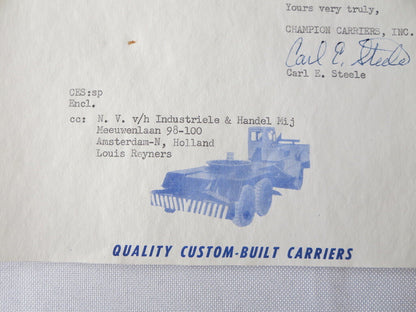 Yours very truly,
CHAMPION CARRIERS, INC.
Carl E. Steele
Carl E. Steele
CES:sp
Encl.
cc: N. V. v/h Industriele & Handel Mij
Meeuwenlaan 98-100
Amsterdam-N, Holland
Louis Reyners
QUALITY CUSTOM-BUILT CARRIERS